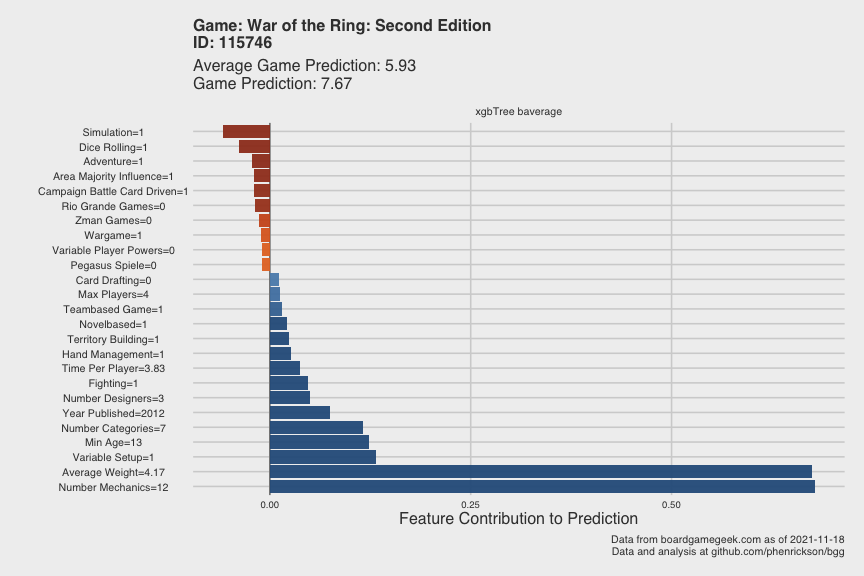 Game: War of the Ring: Second Edition
ID: 115746
Average Game Prediction: 5.93
Game Prediction: 7.67
xgbTree baverage
Simulation=1
Dice Rolling=1
Adventure=1
Area Majority Influence=1
Campaign Battle Card Driven=1
Rio Grande Games=0
Zman Games=0
Wargame=1
Variable Player Powers=0
Pegasus Spiele=0
Card Drafting=0
Max Players=4
Teambased Game=1
Novelbased=1
Territory Building=1
Hand Management=1
Time Per Player=3.83
Fighting=1
Number Designers=3
Year Published=2012
Number Categories=7
Min Age=13
Variable Setup=1
Average Weight=4.17
Number Mechanics=12
0.00 0.25 0.50
Feature Contribution to Prediction
Data from boardgamegeek.com as of 2021-11-18
Data and analysis at github.com/phenrickson/bgg